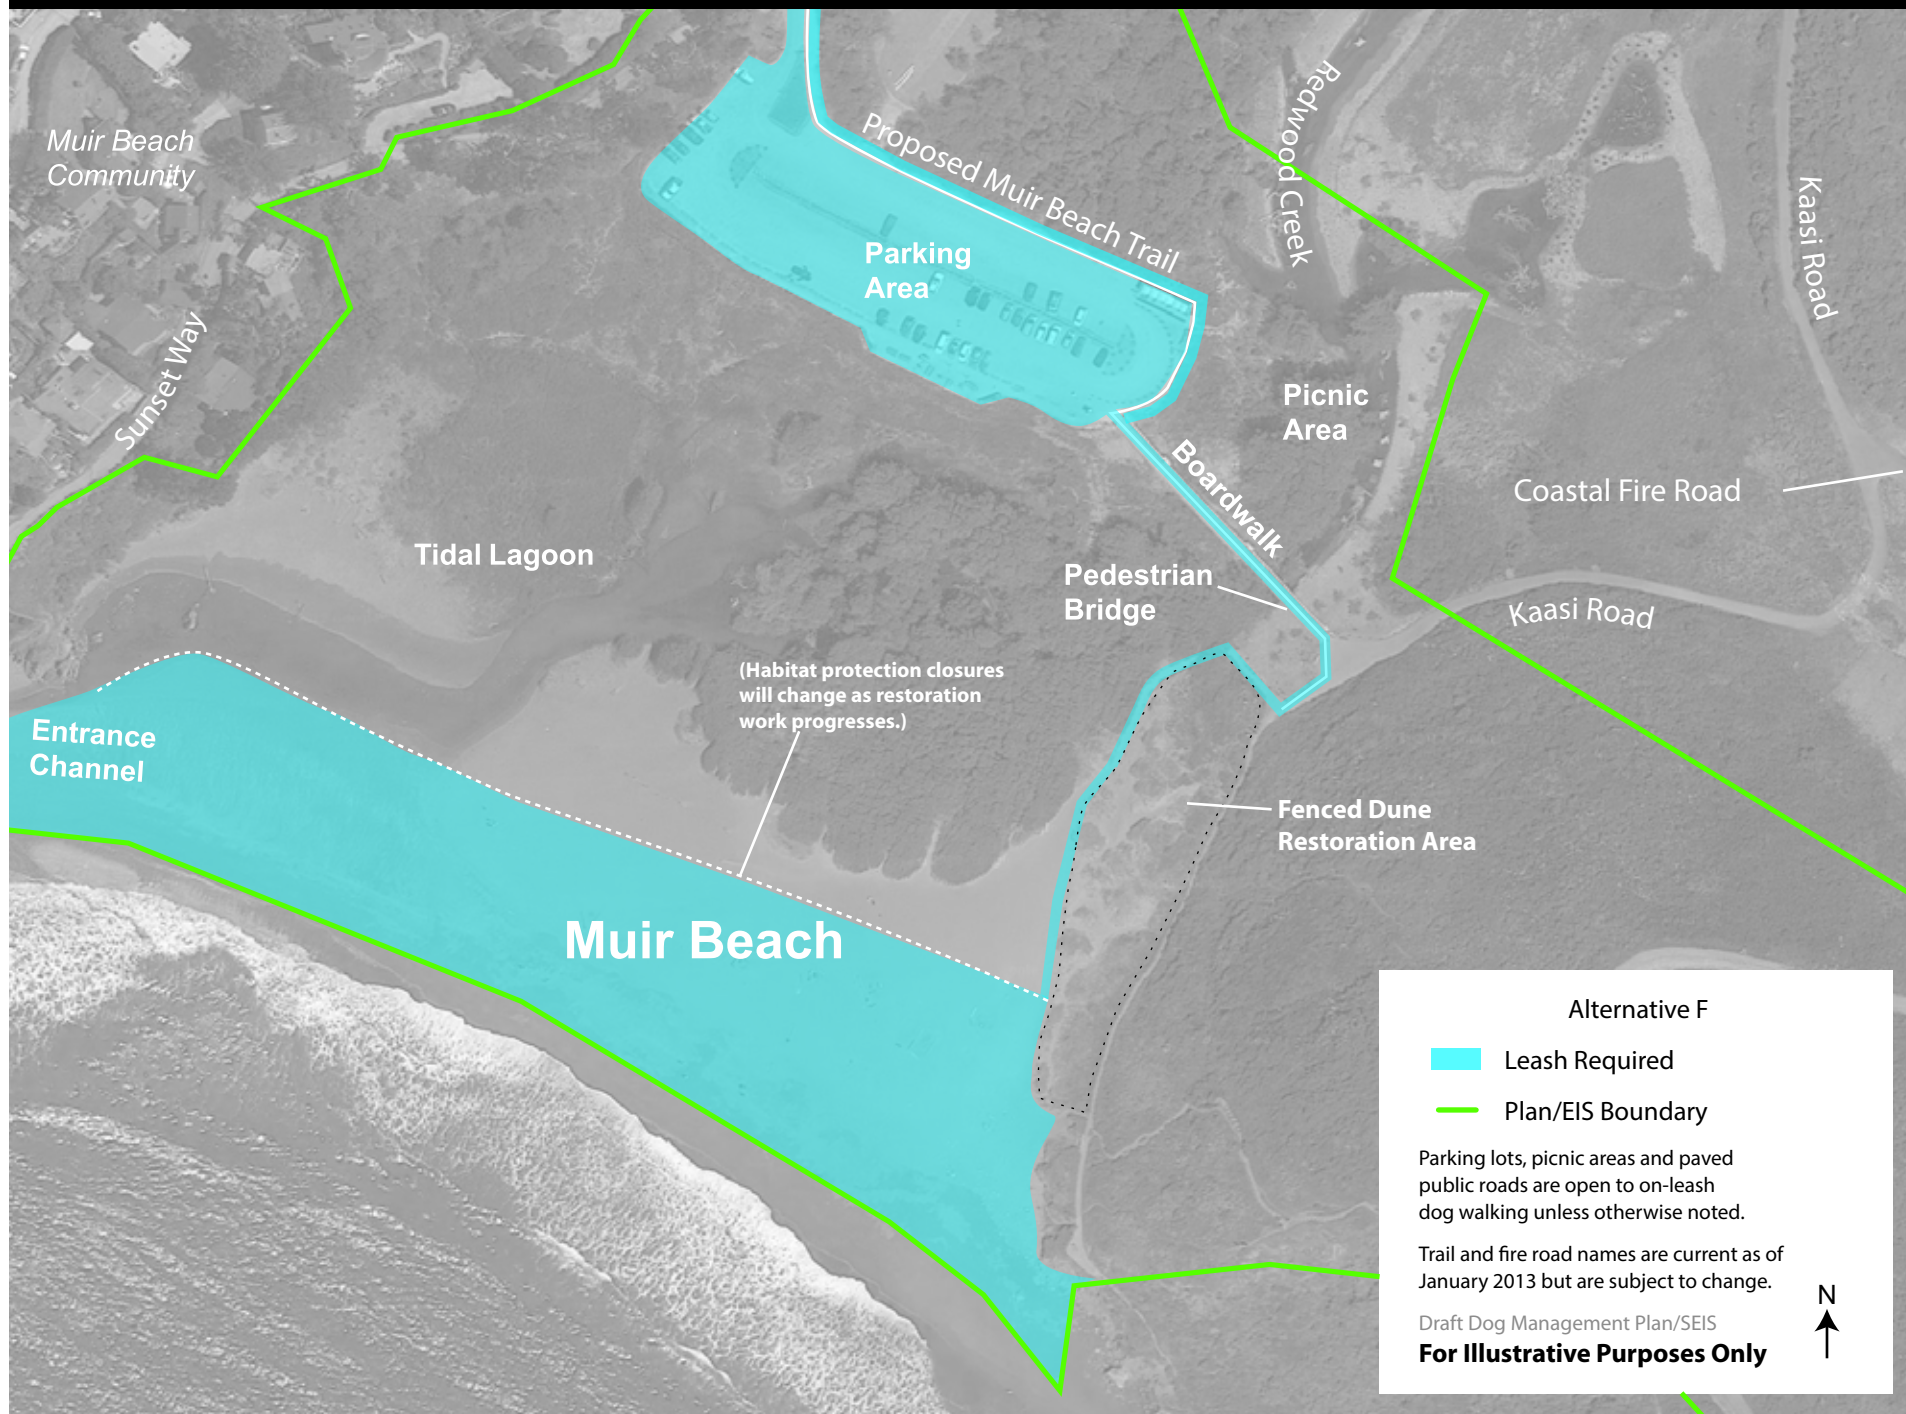 Muir Beach
Community
Sunset Way
Proposed Muir Beach Trail
Parking
Area
Redwood Creek
Kaasi Road
Picnic
Area
Boardwalk
Coastal Fire Road
Tidal Lagoon
Pedestrian
Bridge
Kaasi Road
(Habitat protection closures
will change as restoration
work progresses.)
Entrance
Channel
Fenced Dune
Restoration Area
Muir Beach
Alternative F
Leash Required
Plan/EIS Boundary
Parking lots, picnic areas and paved
public roads are open to on-leash
dog walking unless otherwise noted.
Trail and fire road names are current as of
January 2013 but are subject to change.
N
Draft Dog Management Plan/SEIS
For Illustrative Purposes Only